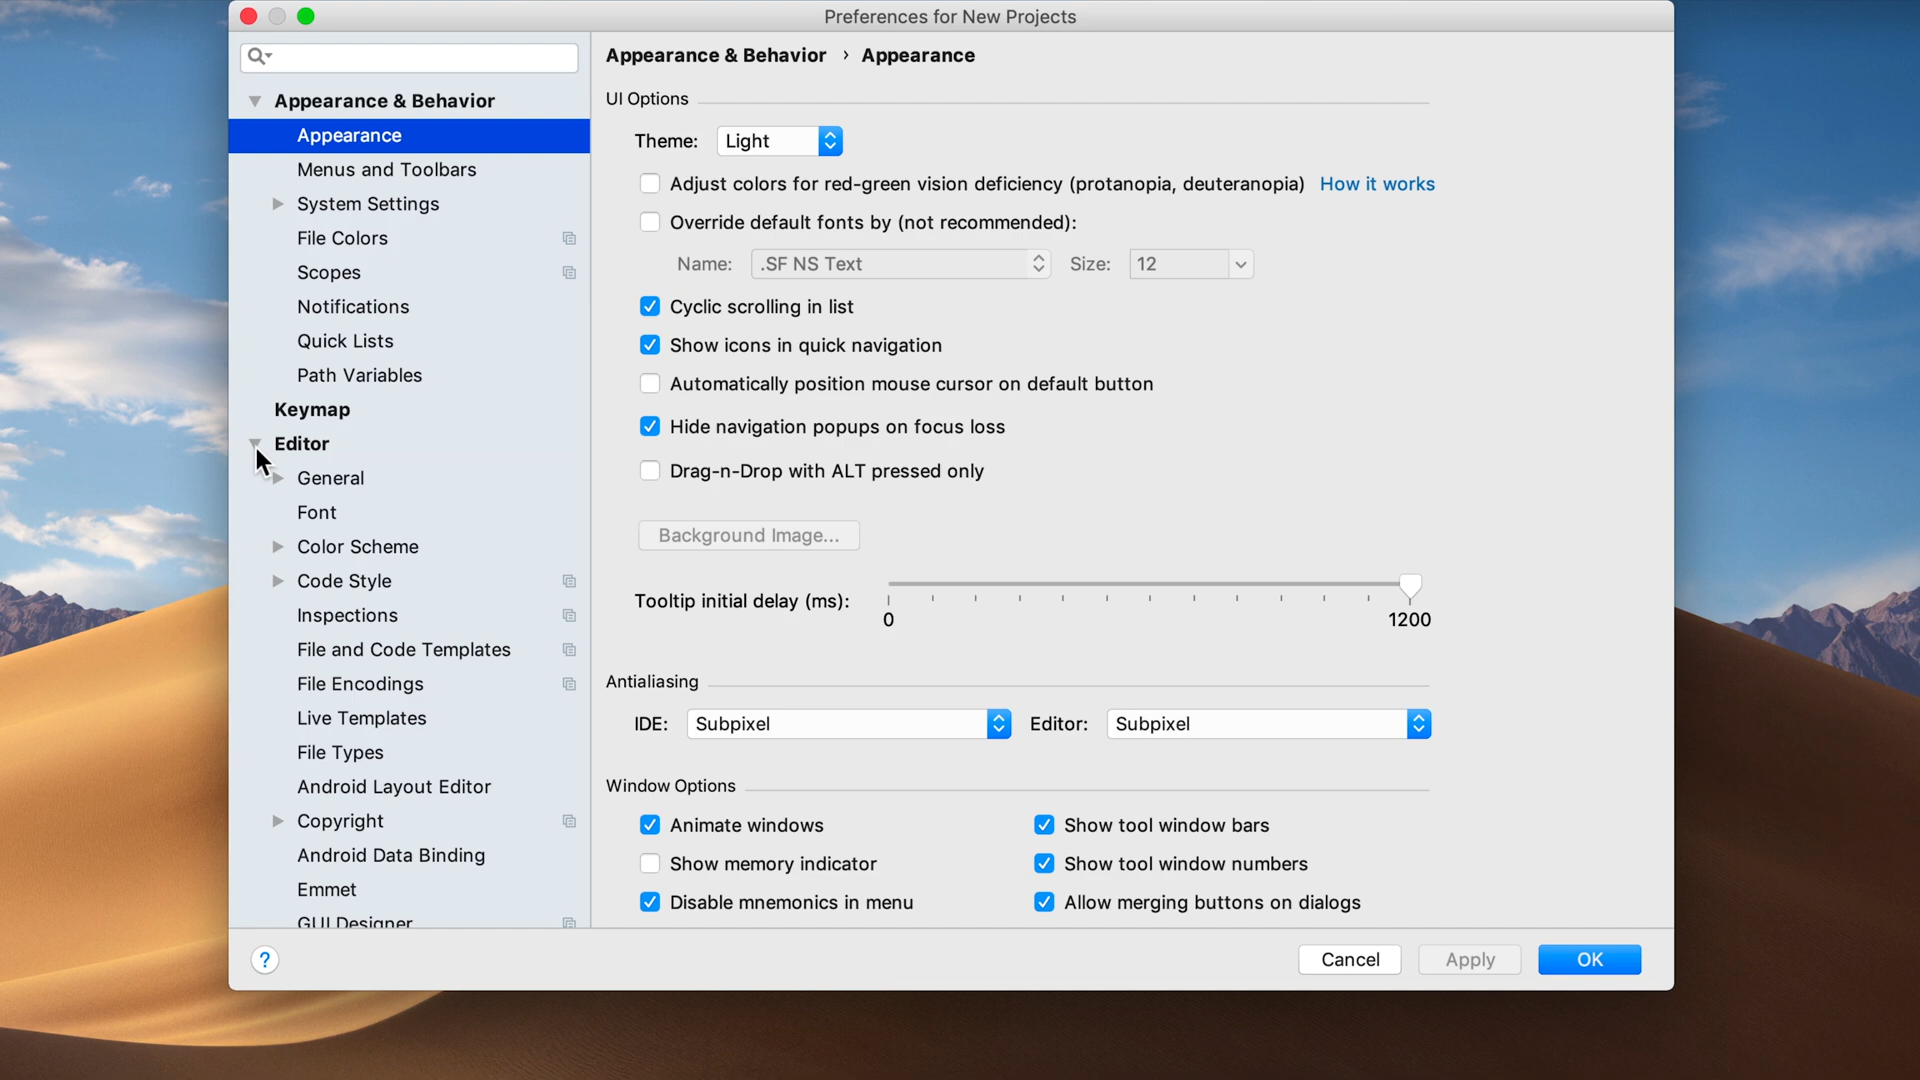 Preferences for New Projects
Appearance & Behavior
Appearance
Menus and Toolbars
System Settings
File Colors
Scopes
Notifications
Quick Lists
Path Variables
Keymap
Editor
General
Font
Color Scheme
Code Style
Inspections
File and Code Templates
File Encodings
Live Templates
File Types
Android Layout Editor
Copyright
Android Data Binding
Emmet
GUI Designer
Appearance & Behavior › Appearance
UI Options
Theme: Light
Adjust colors for red-green vision deficiency (protanopia, deuteranopia) How it works
Override default fonts by (not recommended):
Name: .SF NS Text Size: 12
Cyclic scrolling in list
Show icons in quick navigation
Automatically position mouse cursor on default button
Hide navigation popups on focus loss
Drag-n-Drop with ALT pressed only
Background Image...
Tooltip initial delay (ms):
0 1200
Antialiasing
IDE: Subpixel Editor: Subpixel
Window Options
Animate windows Show tool window bars
Show memory indicator Show tool window numbers
Disable mnemonics in menu Allow merging buttons on dialogs
? Cancel Apply OK